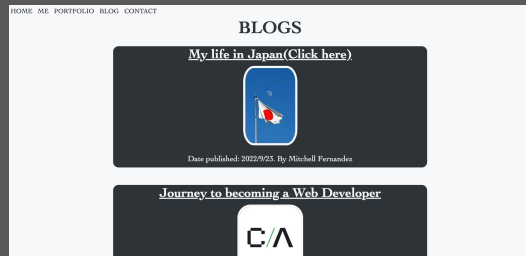 HOME ME PORTFOLIO BLOG CONTACT
BLOGS
My life in Japan(Click here)
Date published: 2022/9/23. By Mitchell Fernandez
Journey to becoming a Web Developer
C/A